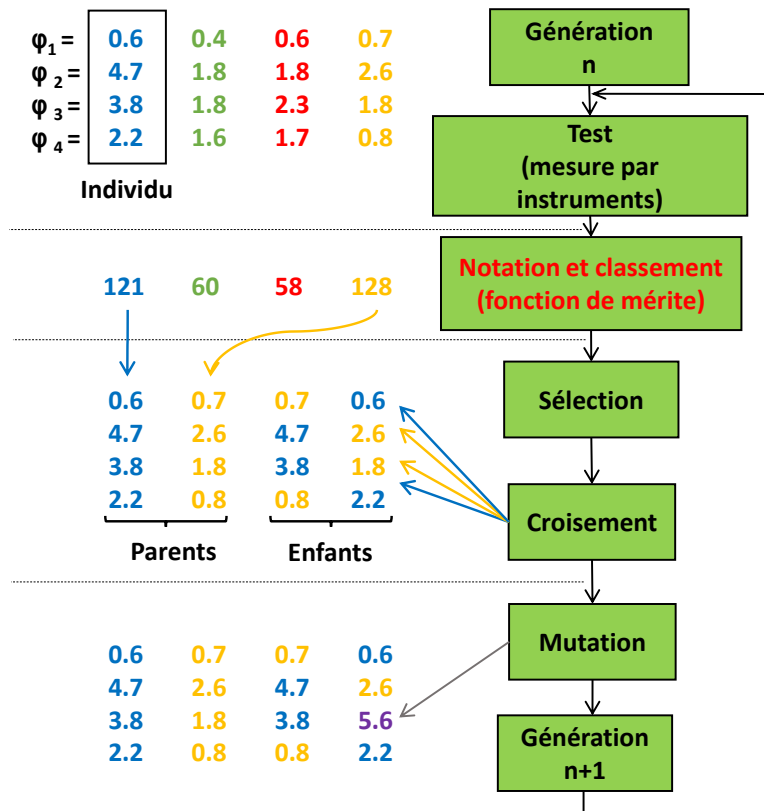 φ1 = 0.6 0.4 0.6 0.7
φ 2 = 4.7 1.8 1.8 2.6
φ 3 = 3.8 1.8 2.3 1.8
φ 4 = 2.2 1.6 1.7 0.8
Individu
Génération
n
Test
(mesure par
instruments)
121 60 58 128
Notation et classement
(fonction de mérite)
0.6 0.7 0.7 0.6
4.7 2.6 4.7 2.6
3.8 1.8 3.8 1.8
2.2 0.8 0.8 2.2
Parents Enfants
Sélection
Croisement
0.6 0.7 0.7 0.6
4.7 2.6 4.7 2.6
3.8 1.8 3.8 5.6
2.2 0.8 0.8 2.2
Mutation
Génération
n+1